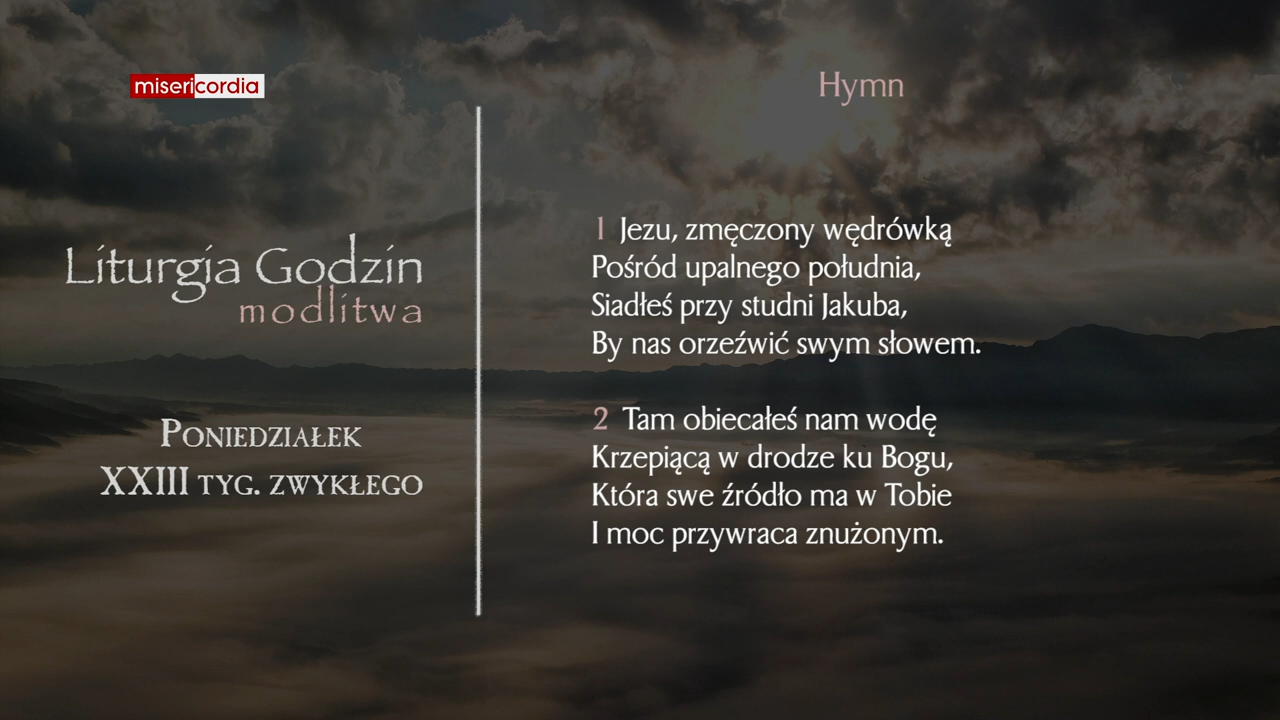 misericordia
Liturgia Godzin
modlitwa
Poniedziałek
XXIII tyg. zwykłego
Hymn
1 Jezu, zmęczony wędrówką
Pośród upalnego południa,
Siadłeś przy studni Jakuba,
By nas orzeźwić swym słowem.
2 Tam obiecałeś nam wodę
Krzepiącą w drodze ku Bogu,
Która swe źródło ma w Tobie
I moc przywraca znużonym.